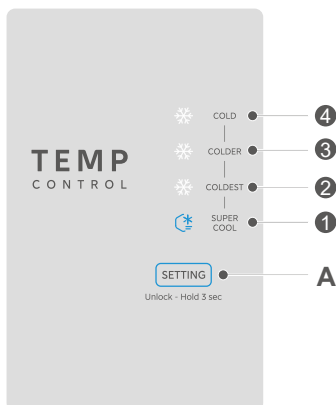 COLD 4
TEMP COLDER 3
CONTROL COLDEST 2
SUPER COOL 1
SETTING A
Unlock - Hold 3 sec